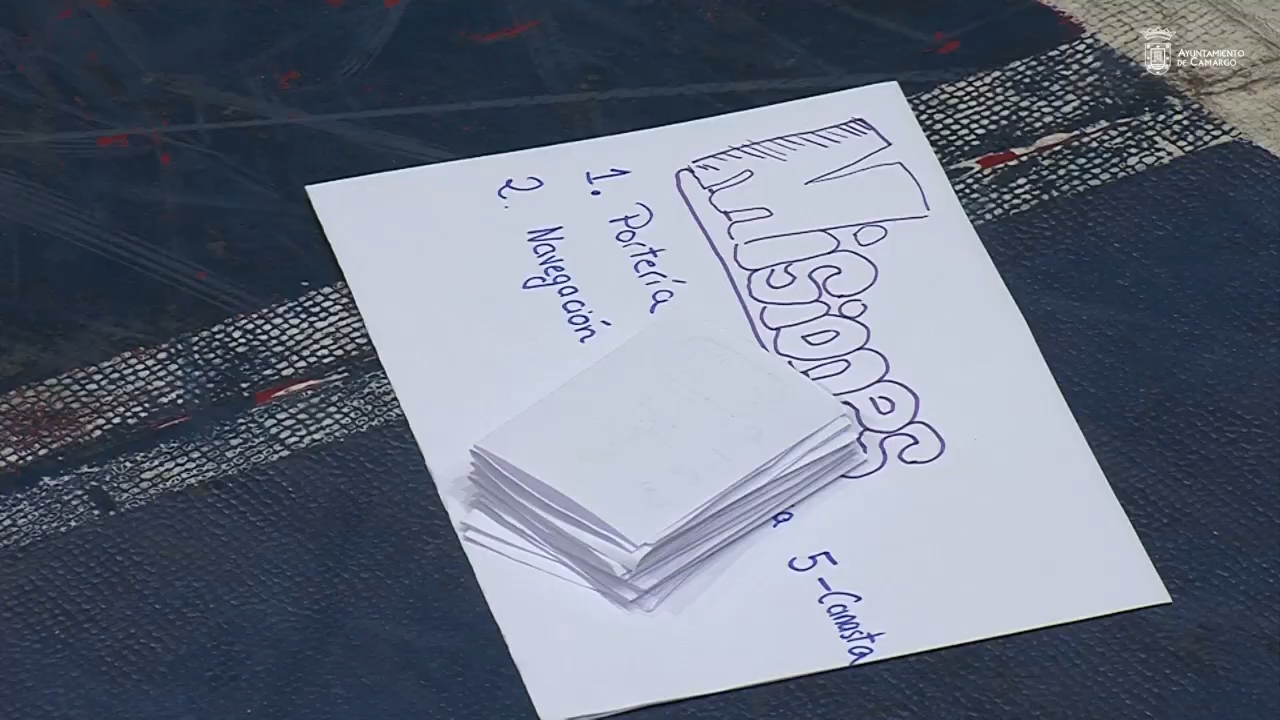 Misiones
1. Portería
2. Navegación
5-Canasta
AYUNTAMIENTO
DE CAMARGO